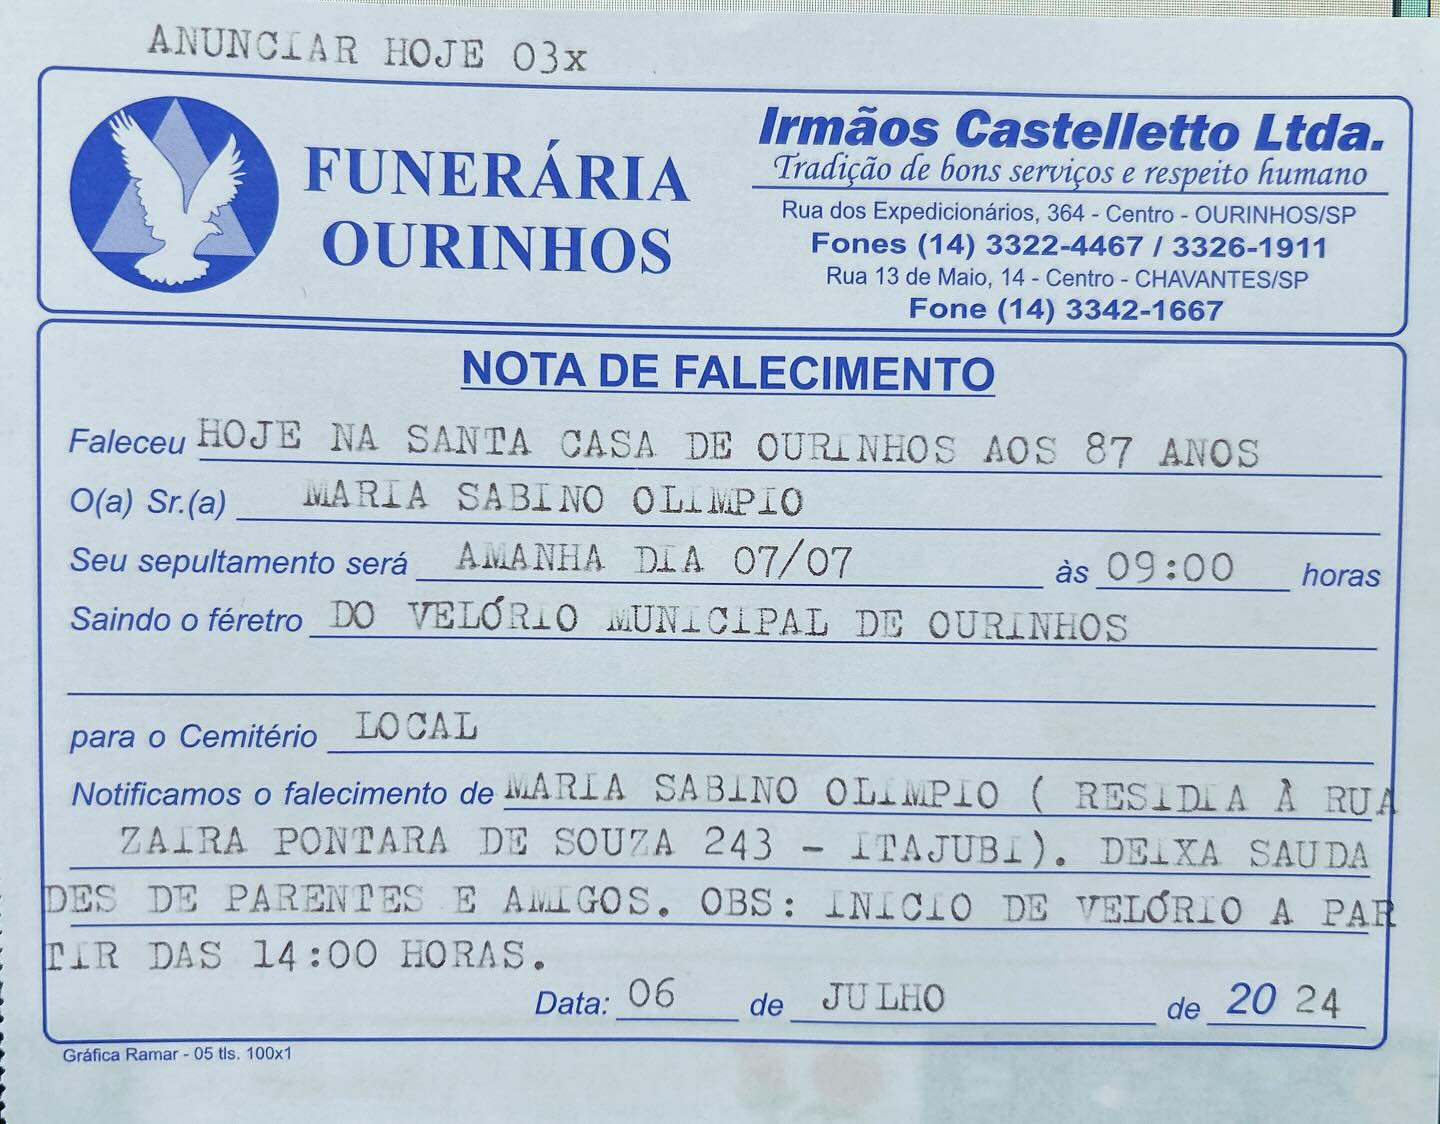 ANUNCIAR HOJE 03x
FUNERÁRIA
OURINHOS
Irmãos Castelletto Ltda.
Tradição de bons serviços e respeito humano
Rua dos Expedicionários, 364 - Centro - OURINHOS/SP
Fones (14) 3322-4467 / 3326-1911
Rua 13 de Maio, 14 - Centro - CHAVANTES/SP
Fone (14) 3342-1667
NOTA DE FALECIMENTO
Faleceu HOJE NA SANTA CASA DE OURINHOS AOS 87 ANOS
O(a) Sr.(a) MARIA SABINO OLIMPIO
Seu sepultamento será AMANHA DIA 07/07 às 09:00 horas
Saindo o féretro DO VELÓRIO MUNICIPAL DE OURINHOS
para o Cemitério LOCAL
Notificamos o falecimento de MARIA SABINO OLIMPIO ( RESIDIA À RUA
ZAIRA PONTARA DE SOUZA 243 - ITAJUBI). DEIXA SAUDA
DES DE PARENTES E AMIGOS. OBS: INICIO DE VELÓRIO A PAR
TIR DAS 14:00 HORAS.
Data: 06 de JULHO de 20 24
Gráfica Ramar - 05 tls. 100x1